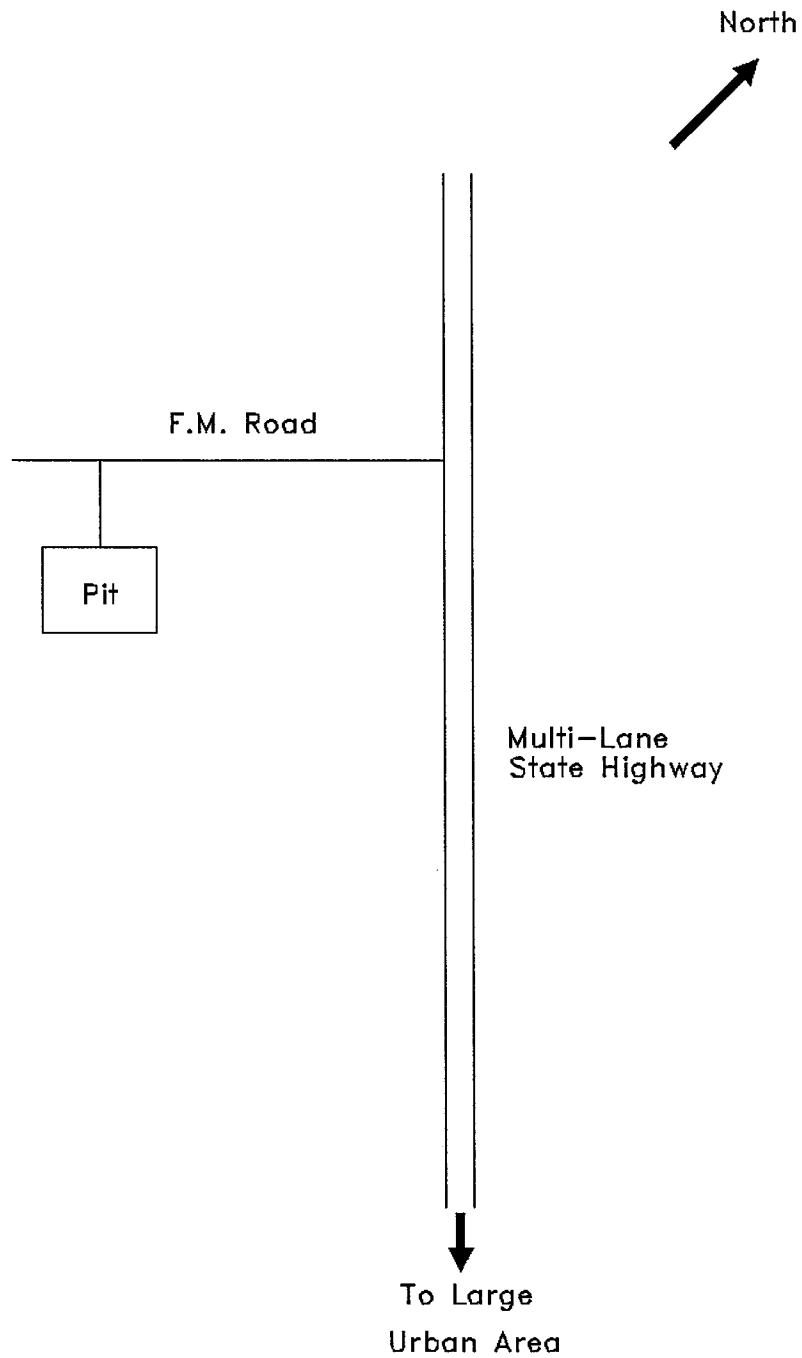 North
F.M. Road
Pit
Multi-Lane
State Highway
To Large
Urban Area